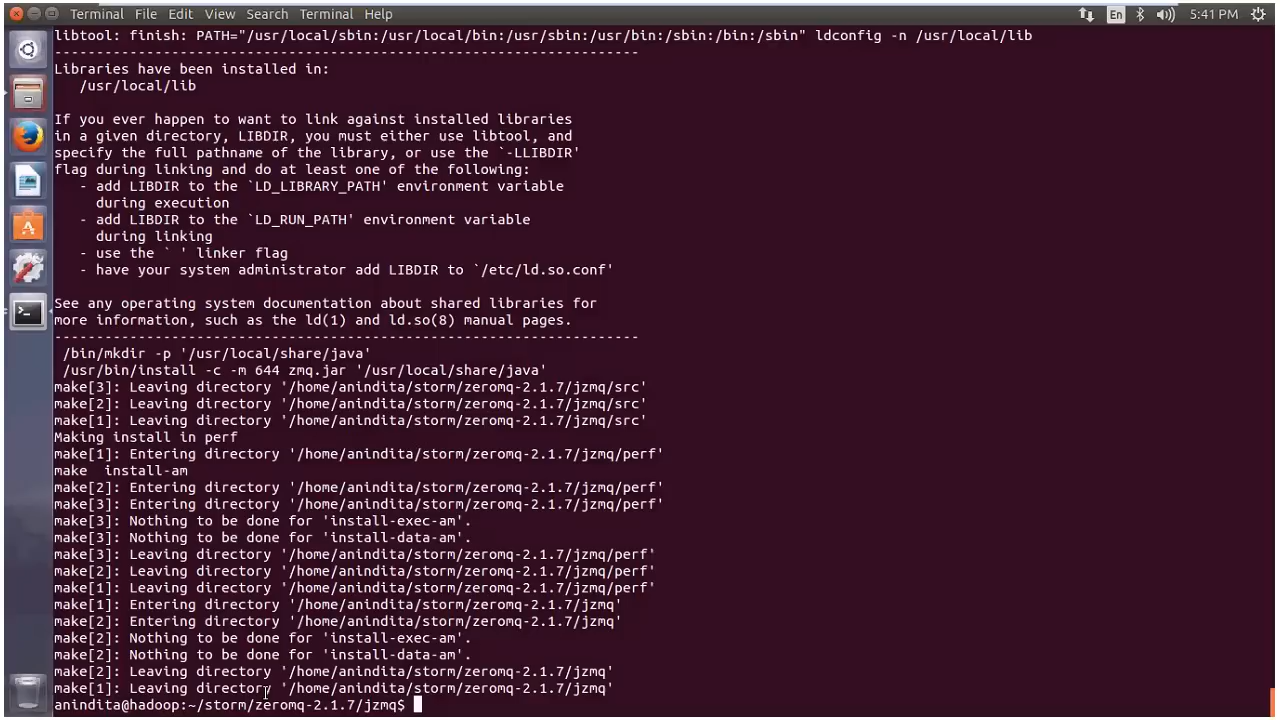 Terminal File Edit View Search Terminal Help En 5:41 PM
libtool: finish: PATH="/usr/local/sbin:/usr/local/bin:/usr/sbin:/usr/bin:/sbin:/bin:/sbin" ldconfig -n /usr/local/lib
----------------------------------------------------------------------
Libraries have been installed in:
   /usr/local/lib
If you ever happen to want to link against installed libraries
in a given directory, LIBDIR, you must either use libtool, and
specify the full pathname of the library, or use the `-LLIBDIR'
flag during linking and do at least one of the following:
   - add LIBDIR to the `LD_LIBRARY_PATH' environment variable
     during execution
   - add LIBDIR to the `LD_RUN_PATH' environment variable
     during linking
   - use the ` ' linker flag
   - have your system administrator add LIBDIR to `/etc/ld.so.conf'
See any operating system documentation about shared libraries for
more information, such as the ld(1) and ld.so(8) manual pages.
----------------------------------------------------------------------
 /bin/mkdir -p '/usr/local/share/java'
 /usr/bin/install -c -m 644 zmq.jar '/usr/local/share/java'
make[3]: Leaving directory '/home/anindita/storm/zeromq-2.1.7/jzmq/src'
make[2]: Leaving directory '/home/anindita/storm/zeromq-2.1.7/jzmq/src'
make[1]: Leaving directory '/home/anindita/storm/zeromq-2.1.7/jzmq/src'
Making install in perf
make[1]: Entering directory '/home/anindita/storm/zeromq-2.1.7/jzmq/perf'
make  install-am
make[2]: Entering directory '/home/anindita/storm/zeromq-2.1.7/jzmq/perf'
make[3]: Entering directory '/home/anindita/storm/zeromq-2.1.7/jzmq/perf'
make[3]: Nothing to be done for 'install-exec-am'.
make[3]: Nothing to be done for 'install-data-am'.
make[3]: Leaving directory '/home/anindita/storm/zeromq-2.1.7/jzmq/perf'
make[2]: Leaving directory '/home/anindita/storm/zeromq-2.1.7/jzmq/perf'
make[1]: Leaving directory '/home/anindita/storm/zeromq-2.1.7/jzmq/perf'
make[1]: Entering directory '/home/anindita/storm/zeromq-2.1.7/jzmq'
make[2]: Entering directory '/home/anindita/storm/zeromq-2.1.7/jzmq'
make[2]: Nothing to be done for 'install-exec-am'.
make[2]: Nothing to be done for 'install-data-am'.
make[2]: Leaving directory '/home/anindita/storm/zeromq-2.1.7/jzmq'
make[1]: Leaving directory '/home/anindita/storm/zeromq-2.1.7/jzmq'
anindita@hadoop:~/storm/zeromq-2.1.7/jzmq$